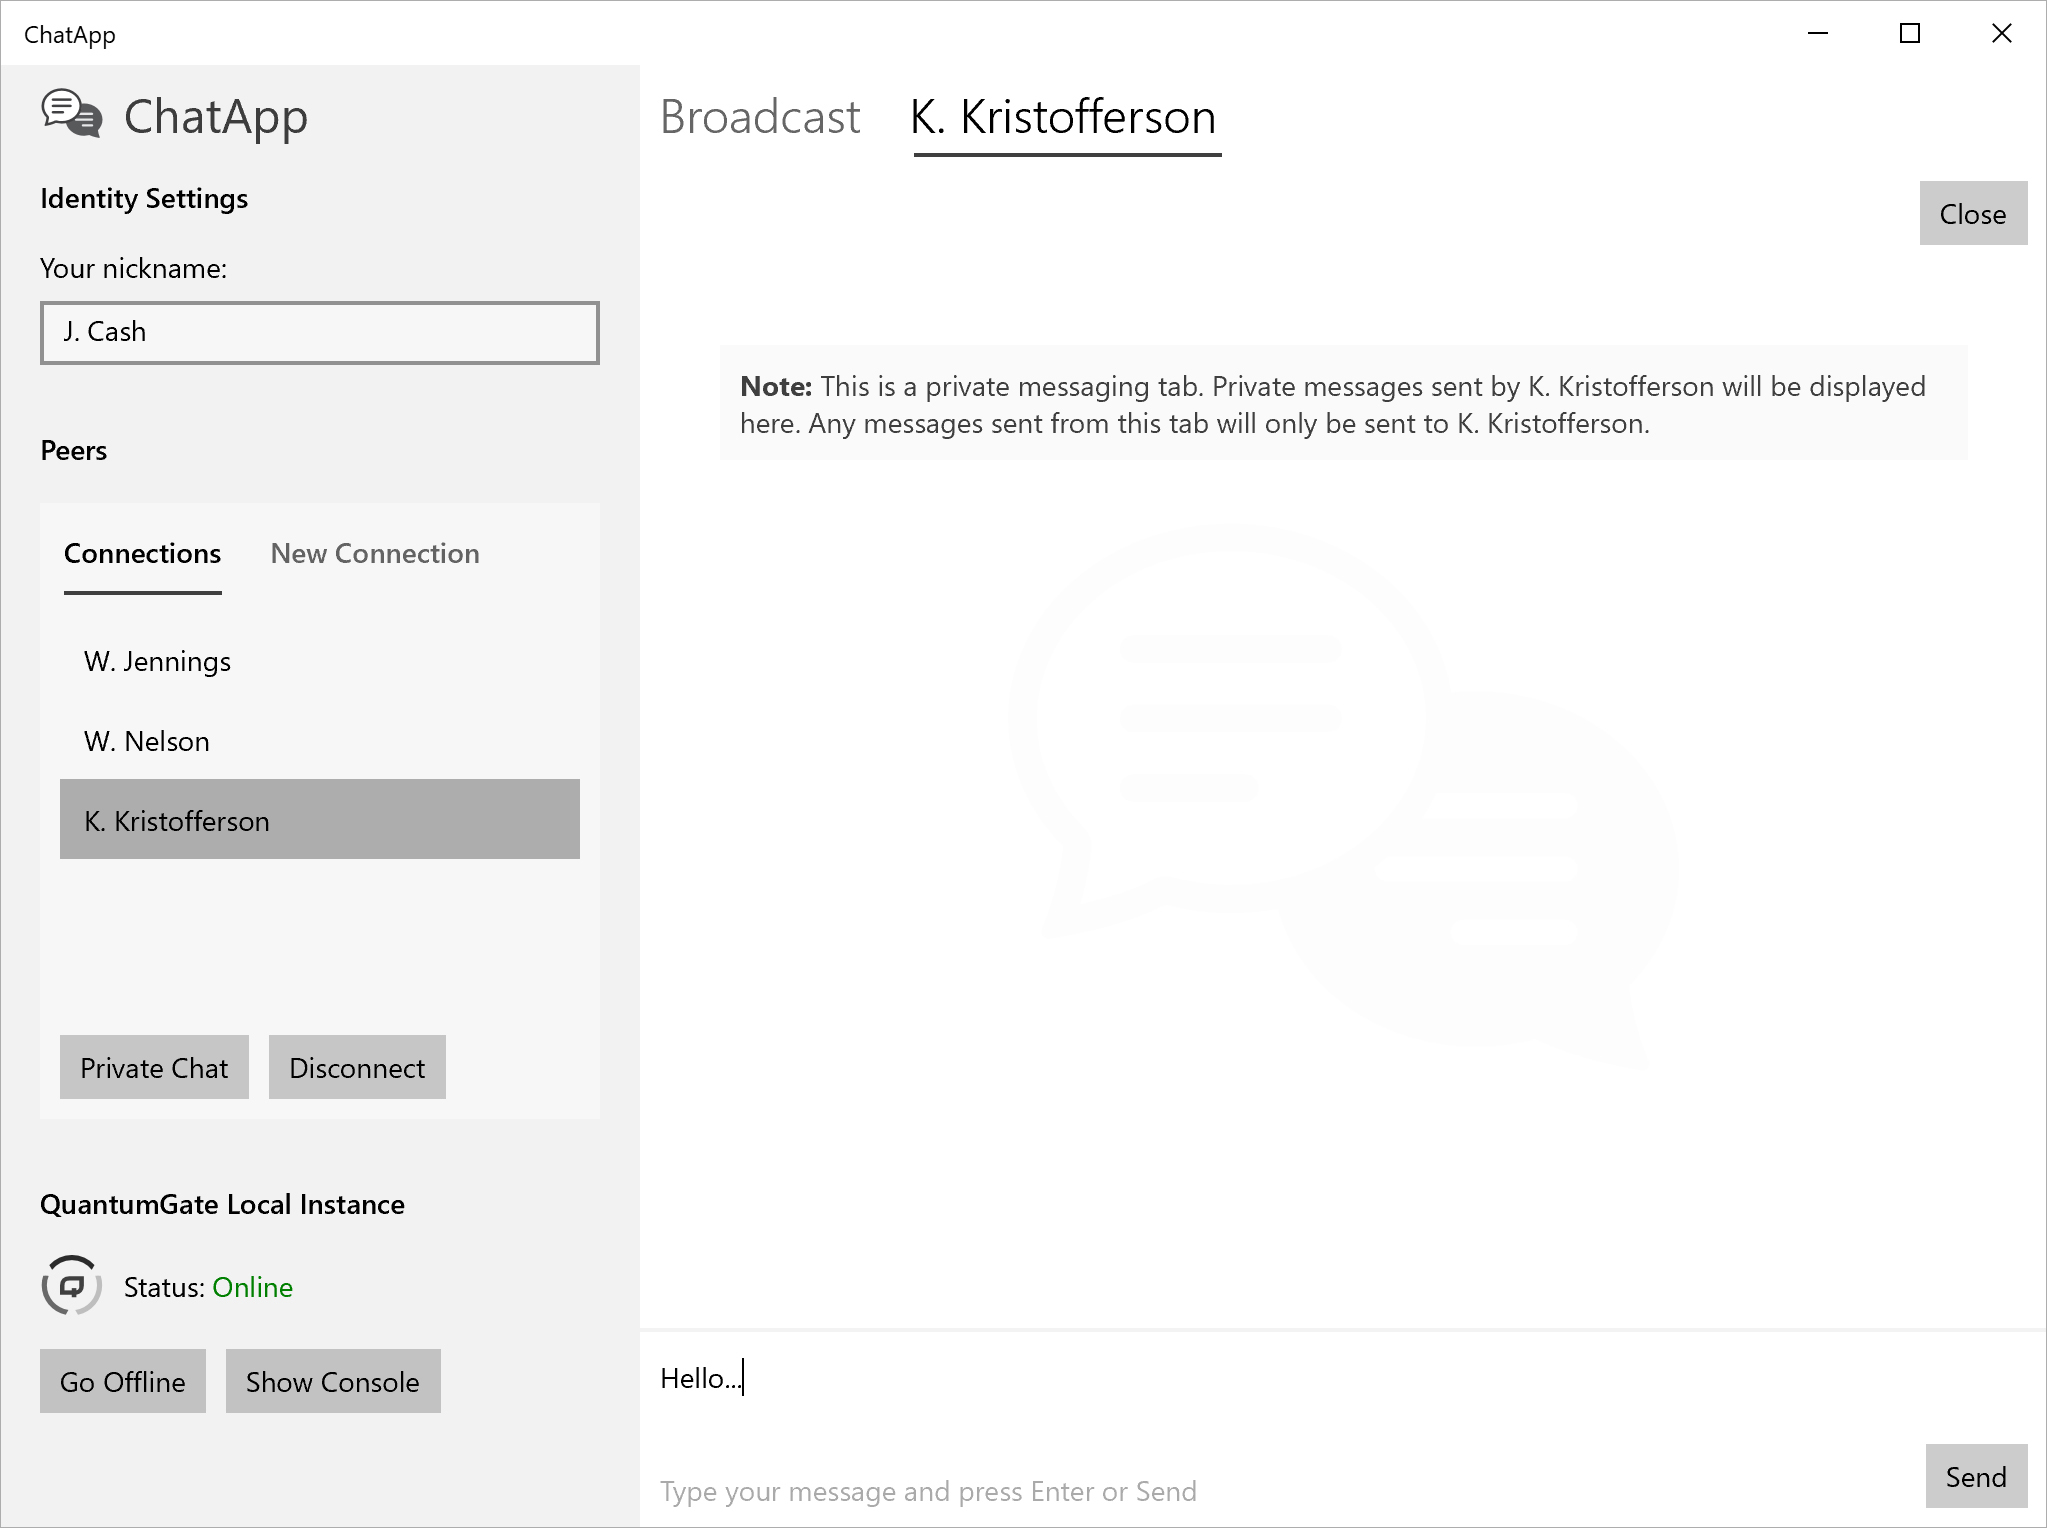 ChatApp
ChatApp
Identity Settings
Your nickname:
J. Cash
Peers
Connections New Connection
W. Jennings
W. Nelson
K. Kristofferson
Private Chat Disconnect
QuantumGate Local Instance
Status: Online
Go Offline Show Console
Broadcast K. Kristofferson
Close
Note: This is a private messaging tab. Private messages sent by K. Kristofferson will be displayed
here. Any messages sent from this tab will only be sent to K. Kristofferson.
Hello...
Type your message and press Enter or Send
Send